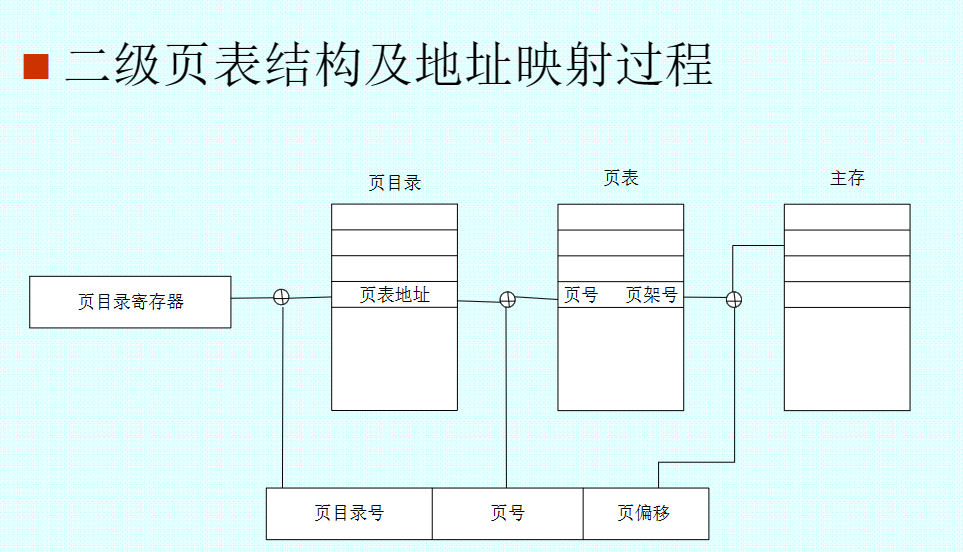 二级页表结构及地址映射过程
页目录
页表
主存
页目录寄存器
页表地址
页号 页架号
页目录号
页号
页偏移